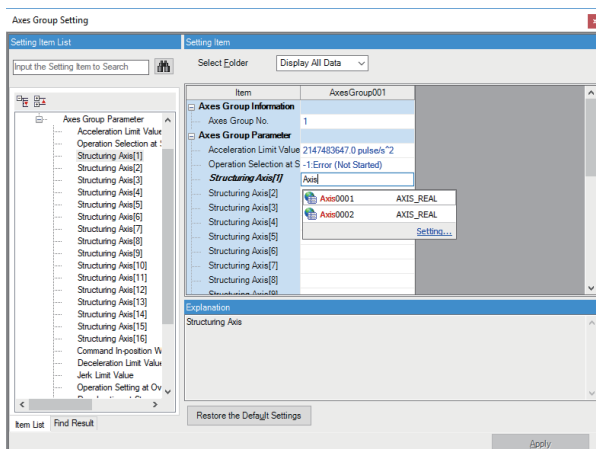 Axes Group Setting
Setting Item List
Input the Setting Item to Search
Axes Group Parameter
Acceleration Limit Value
Operation Selection at
Structuring Axis[1]
Structuring Axis[2]
Structuring Axis[3]
Structuring Axis[4]
Structuring Axis[5]
Structuring Axis[6]
Structuring Axis[7]
Structuring Axis[8]
Structuring Axis[9]
Structuring Axis[10]
Structuring Axis[11]
Structuring Axis[12]
Structuring Axis[13]
Structuring Axis[14]
Structuring Axis[15]
Structuring Axis[16]
Command In-position W
Deceleration Limit Value
Jerk Limit Value
Operation Setting at Ov
Item List Find Result
Setting Item
Select Folder Display All Data
Item AxesGroup001
Axes Group Information
Axes Group No. 1
Axes Group Parameter
Acceleration Limit Value 2147483647.0 pulse/s^2
Operation Selection at S -1:Error (Not Started)
Structuring Axis[1] Axis
Structuring Axis[2]
Axis0001 AXIS_REAL
Structuring Axis[3]
Axis0002 AXIS_REAL
Structuring Axis[4]
Structuring Axis[5] Setting...
Structuring Axis[6]
Structuring Axis[7]
Structuring Axis[8]
Structuring Axis[9]
Explanation
Structuring Axis
Restore the Default Settings
Apply